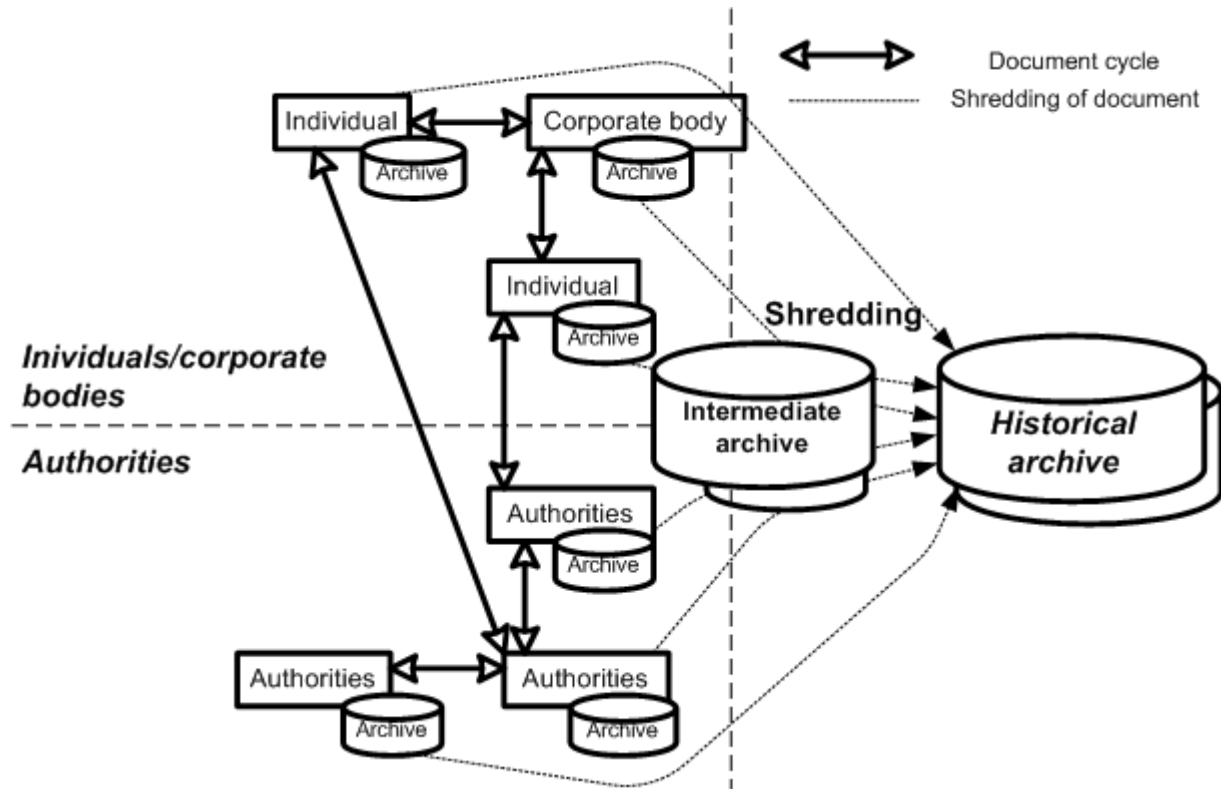 Document cycle
Shredding of document
Individual
Archive
Corporate body
Archive
Individual
Archive
Shredding
Inividuals/corporate
bodies
Authorities
Intermediate
archive
Historical
archive
Authorities
Archive
Authorities
Archive
Authorities
Archive